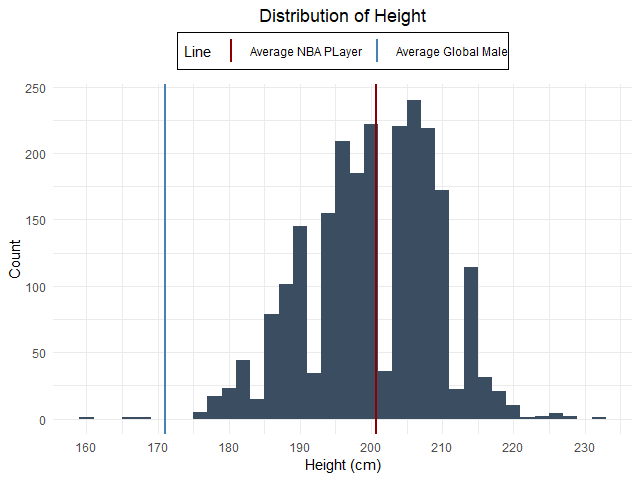 Distribution of Height
Line Average NBA PLayer Average Global Male
250
200
150
100
50
0
Count
160 170 180 190 200 210 220 230
Height (cm)